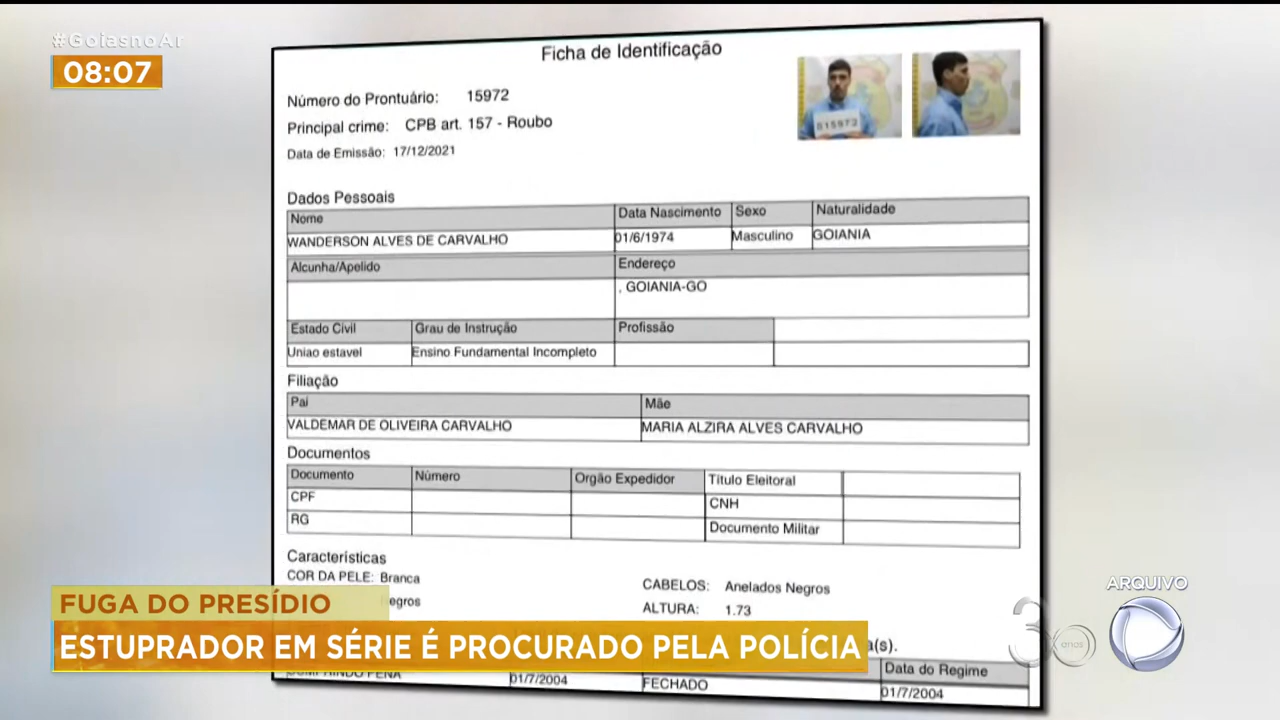 #GoiasnoAr
08:07
Ficha de Identificação
Número do Prontuário: 15972
Principal crime: CPB art. 157 - Roubo
Data de Emissão: 17/12/2021
815972
Dados Pessoais
Nome Data Nascimento Sexo Naturalidade
WANDERSON ALVES DE CARVALHO 01/6/1974 Masculino GOIANIA
Alcunha/Apelido Endereço
, GOIANIA-GO
Estado Civil Grau de Instrução Profissão
Uniao estavel Ensino Fundamental Incompleto
Filiação
Pai Mãe
VALDEMAR DE OLIVEIRA CARVALHO MARIA ALZIRA ALVES CARVALHO
Documentos
Documento Número Orgão Expedidor Título Eleitoral
CPF CNH
RG Documento Militar
Características
COR DA PELE: Branca CABELOS: Anelados Negros
egros ALTURA: 1.73
a(s).
Data do Regime
01/7/2004 FECHADO 01/7/2004
FUGA DO PRESÍDIO
ESTUPRADOR EM SÉRIE É PROCURADO PELA POLÍCIA
ARQUIVO
30 anos